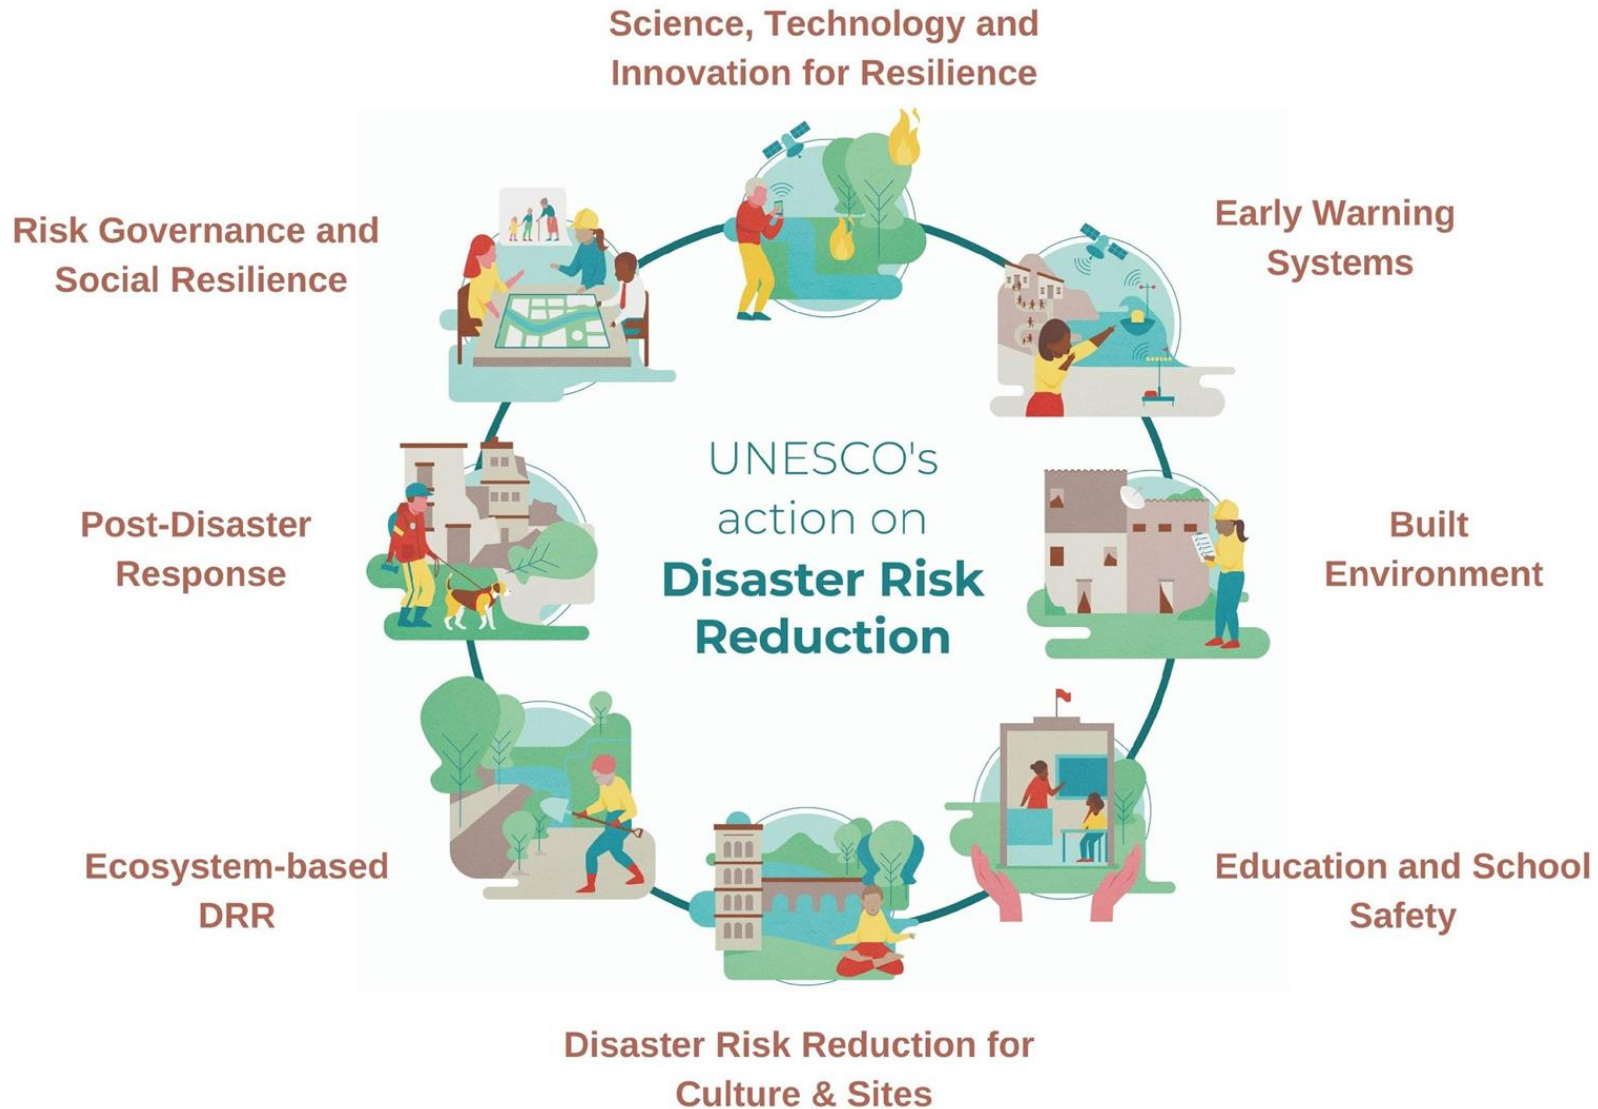 Science, Technology and
Innovation for Resilience
Risk Governance and
Social Resilience
Early Warning
Systems
UNESCO's
action on
Disaster Risk
Reduction
Post-Disaster
Response
Built
Environment
Ecosystem-based
DRR
Education and School
Safety
Disaster Risk Reduction for
Culture & Sites